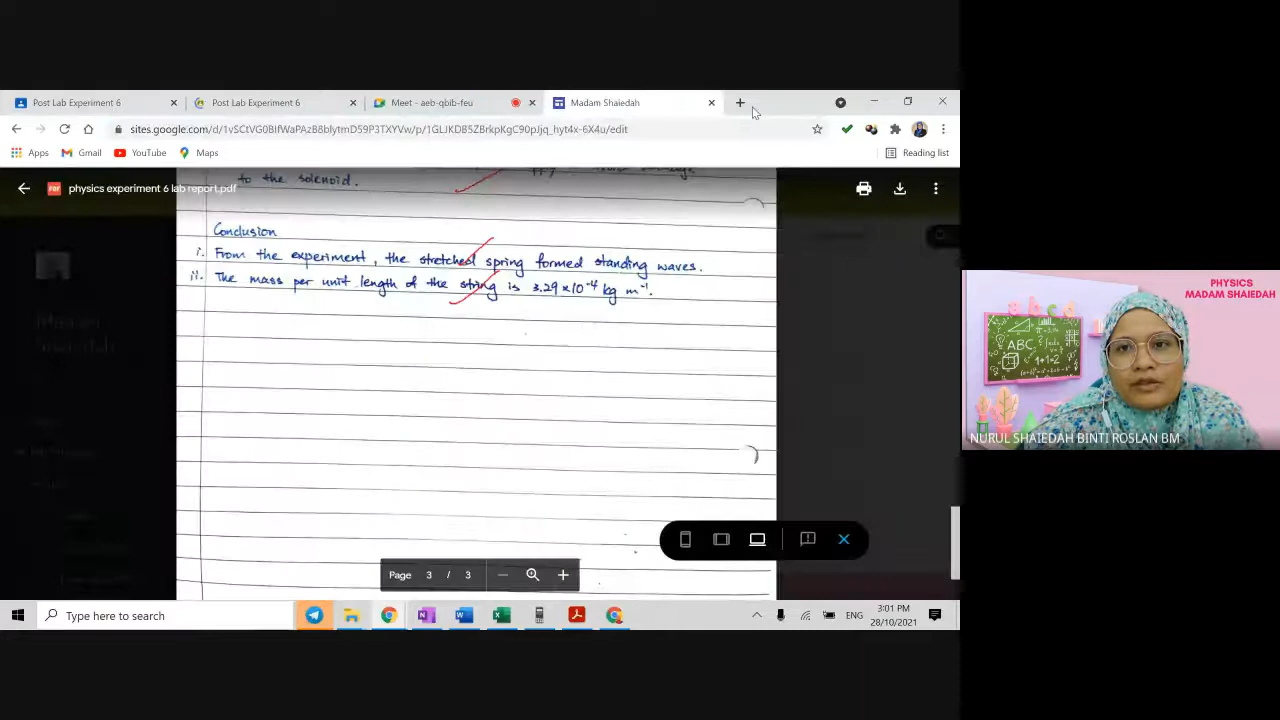 Post Lab Experiment 6
Post Lab Experiment 6
Meet - aeb-qbib-feu
Madam Shaiedah
Apps
Gmail
YouTube
Maps
Reading list
physics experiment 6 lab report.pdf
to the solenoid.
Conclusion
i. From the experiment, the stretched spring formed standing waves.
ii. The mass per unit length of the string is 3.29 x 10⁻⁴ kg m⁻¹.
Page 3 / 3
Type here to search
ENG
3:01 PM
28/10/2021
PHYSICS
MADAM SHAIEDAH
ABC
1+1=2
NURUL SHAIEDAH BINTI ROSLAN BM